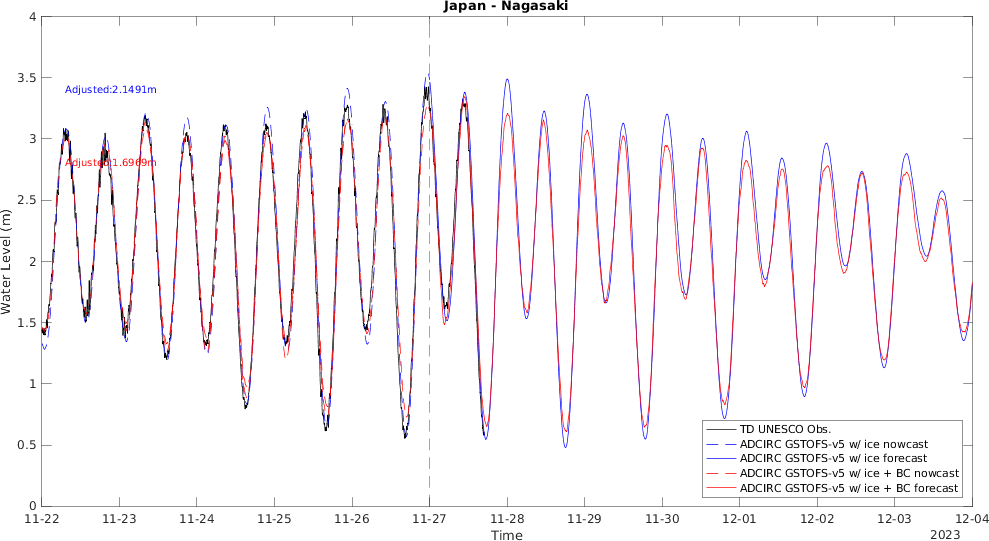 Japan - Nagasaki
4
3.5
3
2.5
2
1.5
1
0.5
0
Water Level (m)
Adjusted:2.1491m
Adjusted:1.6969m
TD UNESCO Obs.
ADCIRC GSTOFS-v5 w/ ice nowcast
ADCIRC GSTOFS-v5 w/ ice forecast
ADCIRC GSTOFS-v5 w/ ice + BC nowcast
ADCIRC GSTOFS-v5 w/ ice + BC forecast
11-22 11-23 11-24 11-25 11-26 11-27 11-28 11-29 11-30 12-01 12-02 12-03 12-04
Time
2023